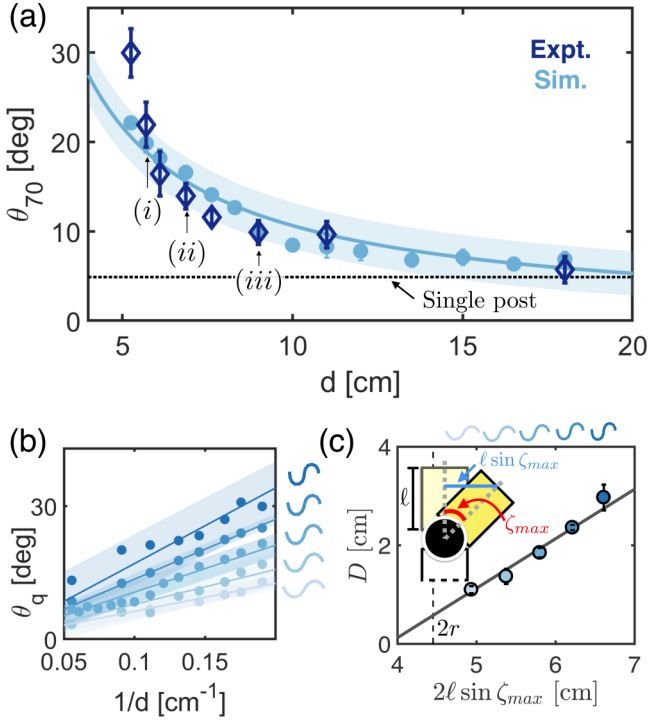 (a)
30
20
10
0
θ70 [deg]
Expt.
Sim.
(i)
(ii)
(iii)
Single post
5
10
15
20
d [cm]
(b)
30
0
θq [deg]
0.05
0.1
0.15
1/d [cm-1]
(c)
4
2
0
D [cm]
ℓ
ℓ sin ζmax
ζmax
2r
4
5
6
7
2ℓ sin ζmax [cm]